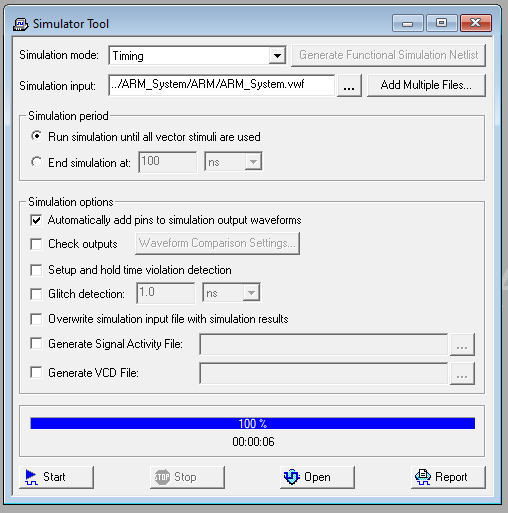 Simulator Tool
Simulation mode: Timing Generate Functional Simulation Netlist
Simulation input: ../ARM_System/ARM/ARM_System.vwf ... Add Multiple Files...
Simulation period
Run simulation until all vector stimuli are used
End simulation at: 100 ns
Simulation options
Automatically add pins to simulation output waveforms
Check outputs Waveform Comparison Settings...
Setup and hold time violation detection
Glitch detection: 1.0 ns
Overwrite simulation input file with simulation results
Generate Signal Activity File: ...
Generate VCD File: ...
100 %
00:00:06
Start STOP Stop Open Report